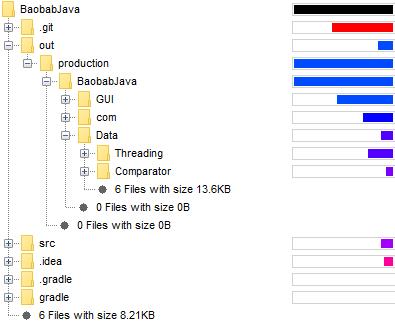 BaobabJava
.git
out
production
BaobabJava
GUI
com
Data
Threading
Comparator
6 Files with size 13.6KB
0 Files with size 0B
0 Files with size 0B
src
.idea
.gradle
gradle
6 Files with size 8.21KB